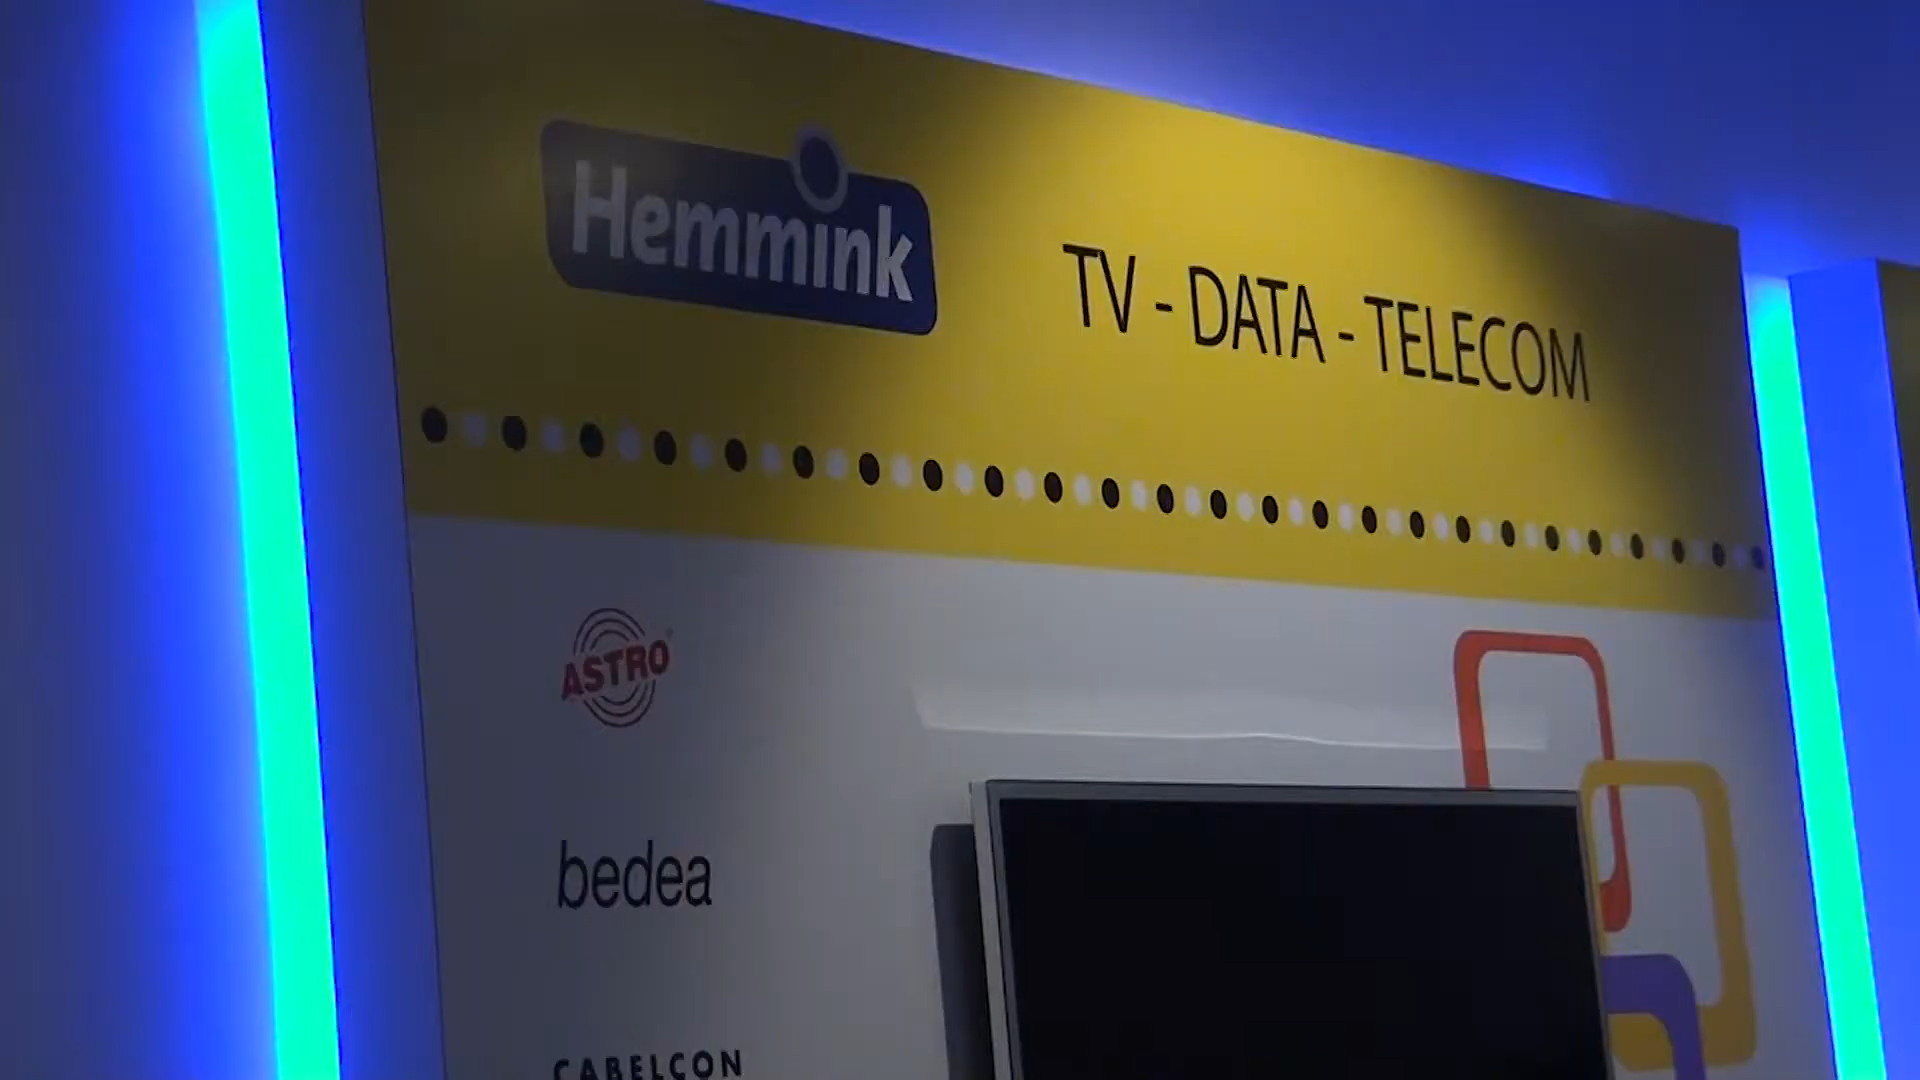 Hemmink
TV - DATA - TELECOM
ASTRO
bedea
CABELCON